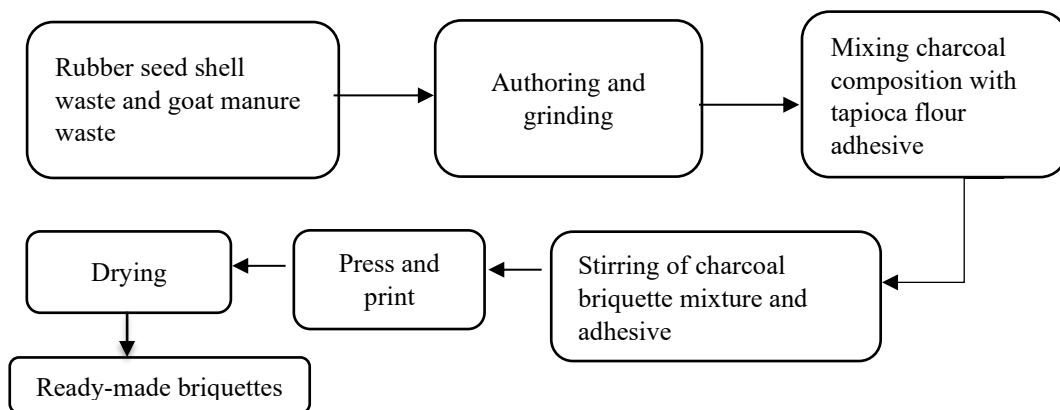 Rubber seed shell
waste and goat manure
waste
Authoring and
grinding
Mixing charcoal
composition with
tapioca flour
adhesive
Stirring of charcoal
briquette mixture and
adhesive
Press and
print
Drying
Ready-made briquettes